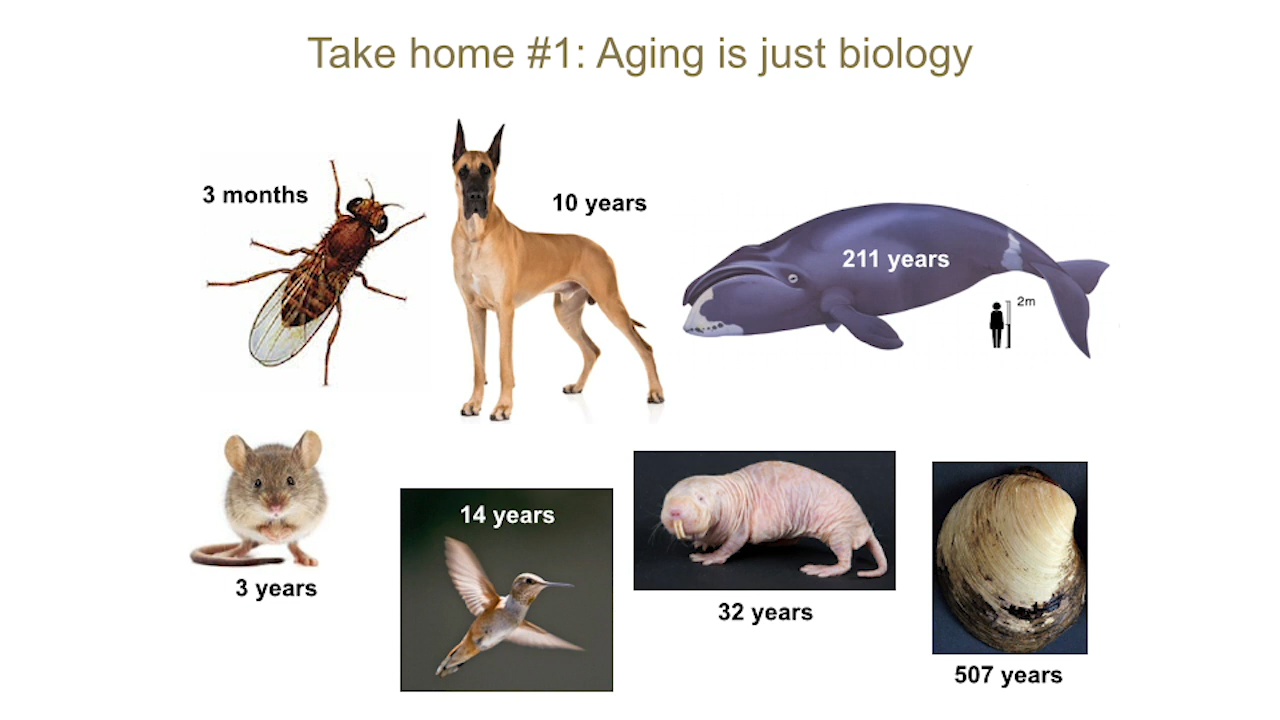 Take home #1: Aging is just biology
3 months
10 years
211 years
2m
3 years
14 years
32 years
507 years